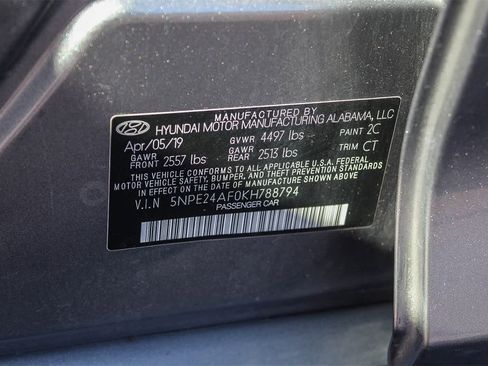 MANUFACTURED BY
HYUNDAI MOTOR MANUFACTURING ALABAMA, LLC
Apr/05/19 GVWR 4497 lbs PAINT 2C
GAWR FRONT 2557 lbs GAWR REAR 2513 lbs TRIM CT
THIS VEHICLE CONFORMS TO ALL APPLICABLE U.S. FEDERAL
MOTOR VEHICLE SAFETY, BUMPER, AND THEFT PREVENTION STANDARDS
IN EFFECT ON THE DATE OF MANUFACTURE SHOWN ABOVE.
V.I.N 5NPE24AF0KH788794
PASSENGER CAR